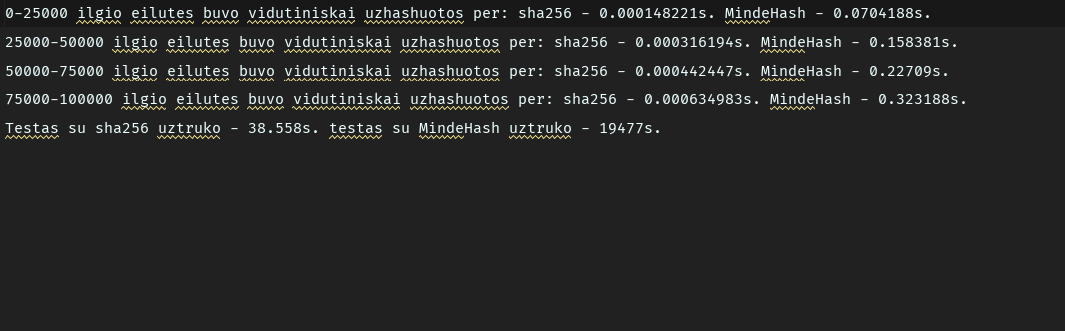 0-25000 ilgio eilutes buvo vidutiniskai uzhashuotos per: sha256 - 0.000148221s. MindeHash - 0.0704188s.
25000-50000 ilgio eilutes buvo vidutiniskai uzhashuotos per: sha256 - 0.000316194s. MindeHash - 0.158381s.
50000-75000 ilgio eilutes buvo vidutiniskai uzhashuotos per: sha256 - 0.000442447s. MindeHash - 0.22709s.
75000-100000 ilgio eilutes buvo vidutiniskai uzhashuotos per: sha256 - 0.000634983s. MindeHash - 0.323188s.
Testas su sha256 uztruko - 38.558s. testas su MindeHash uztruko - 19477s.